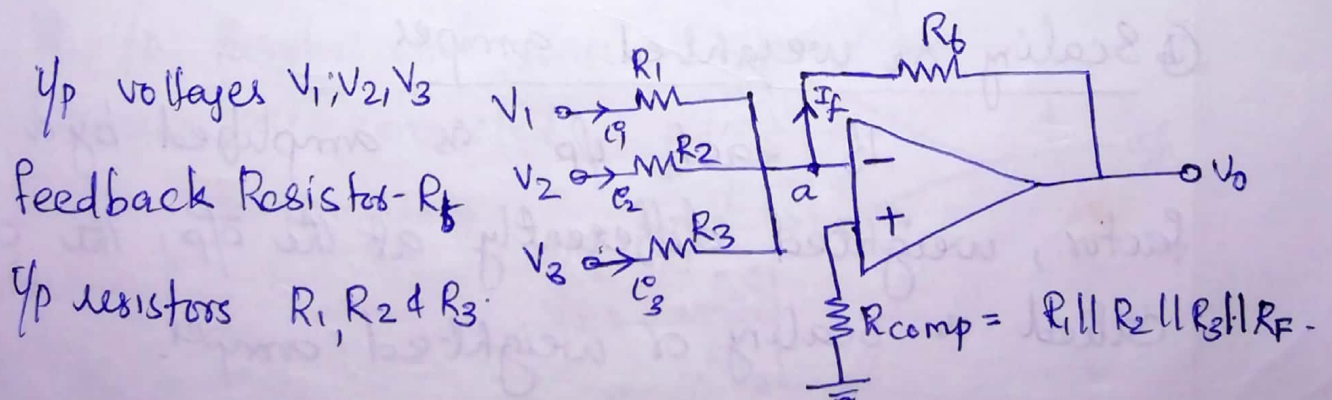 i/p voltages V1, V2, V3
feedback Resistor - Rf
i/p resistors R1, R2 & R3.
V1
i1
R1
V2
i2
R2
V3
i3
R3
a
If
Rf
−
+
Vo
Rcomp = R1 || R2 || R3 || RF.